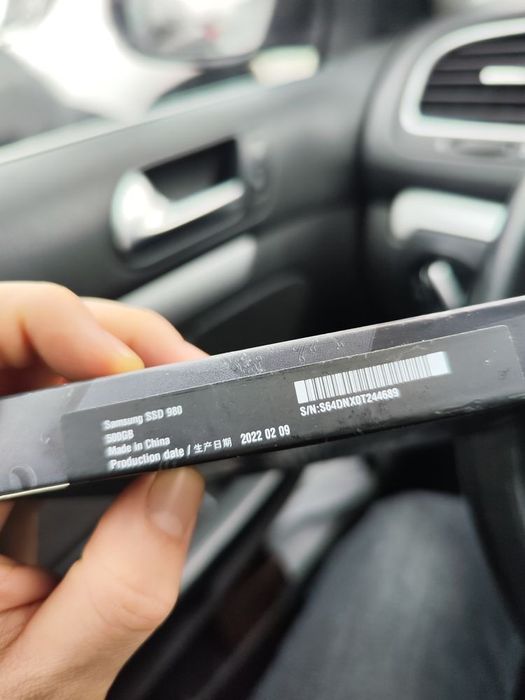 Samsung SSD 980
500GB
Made in China
Production date / 生产日期 2022 02 09
S/N:S64DNX0T244689